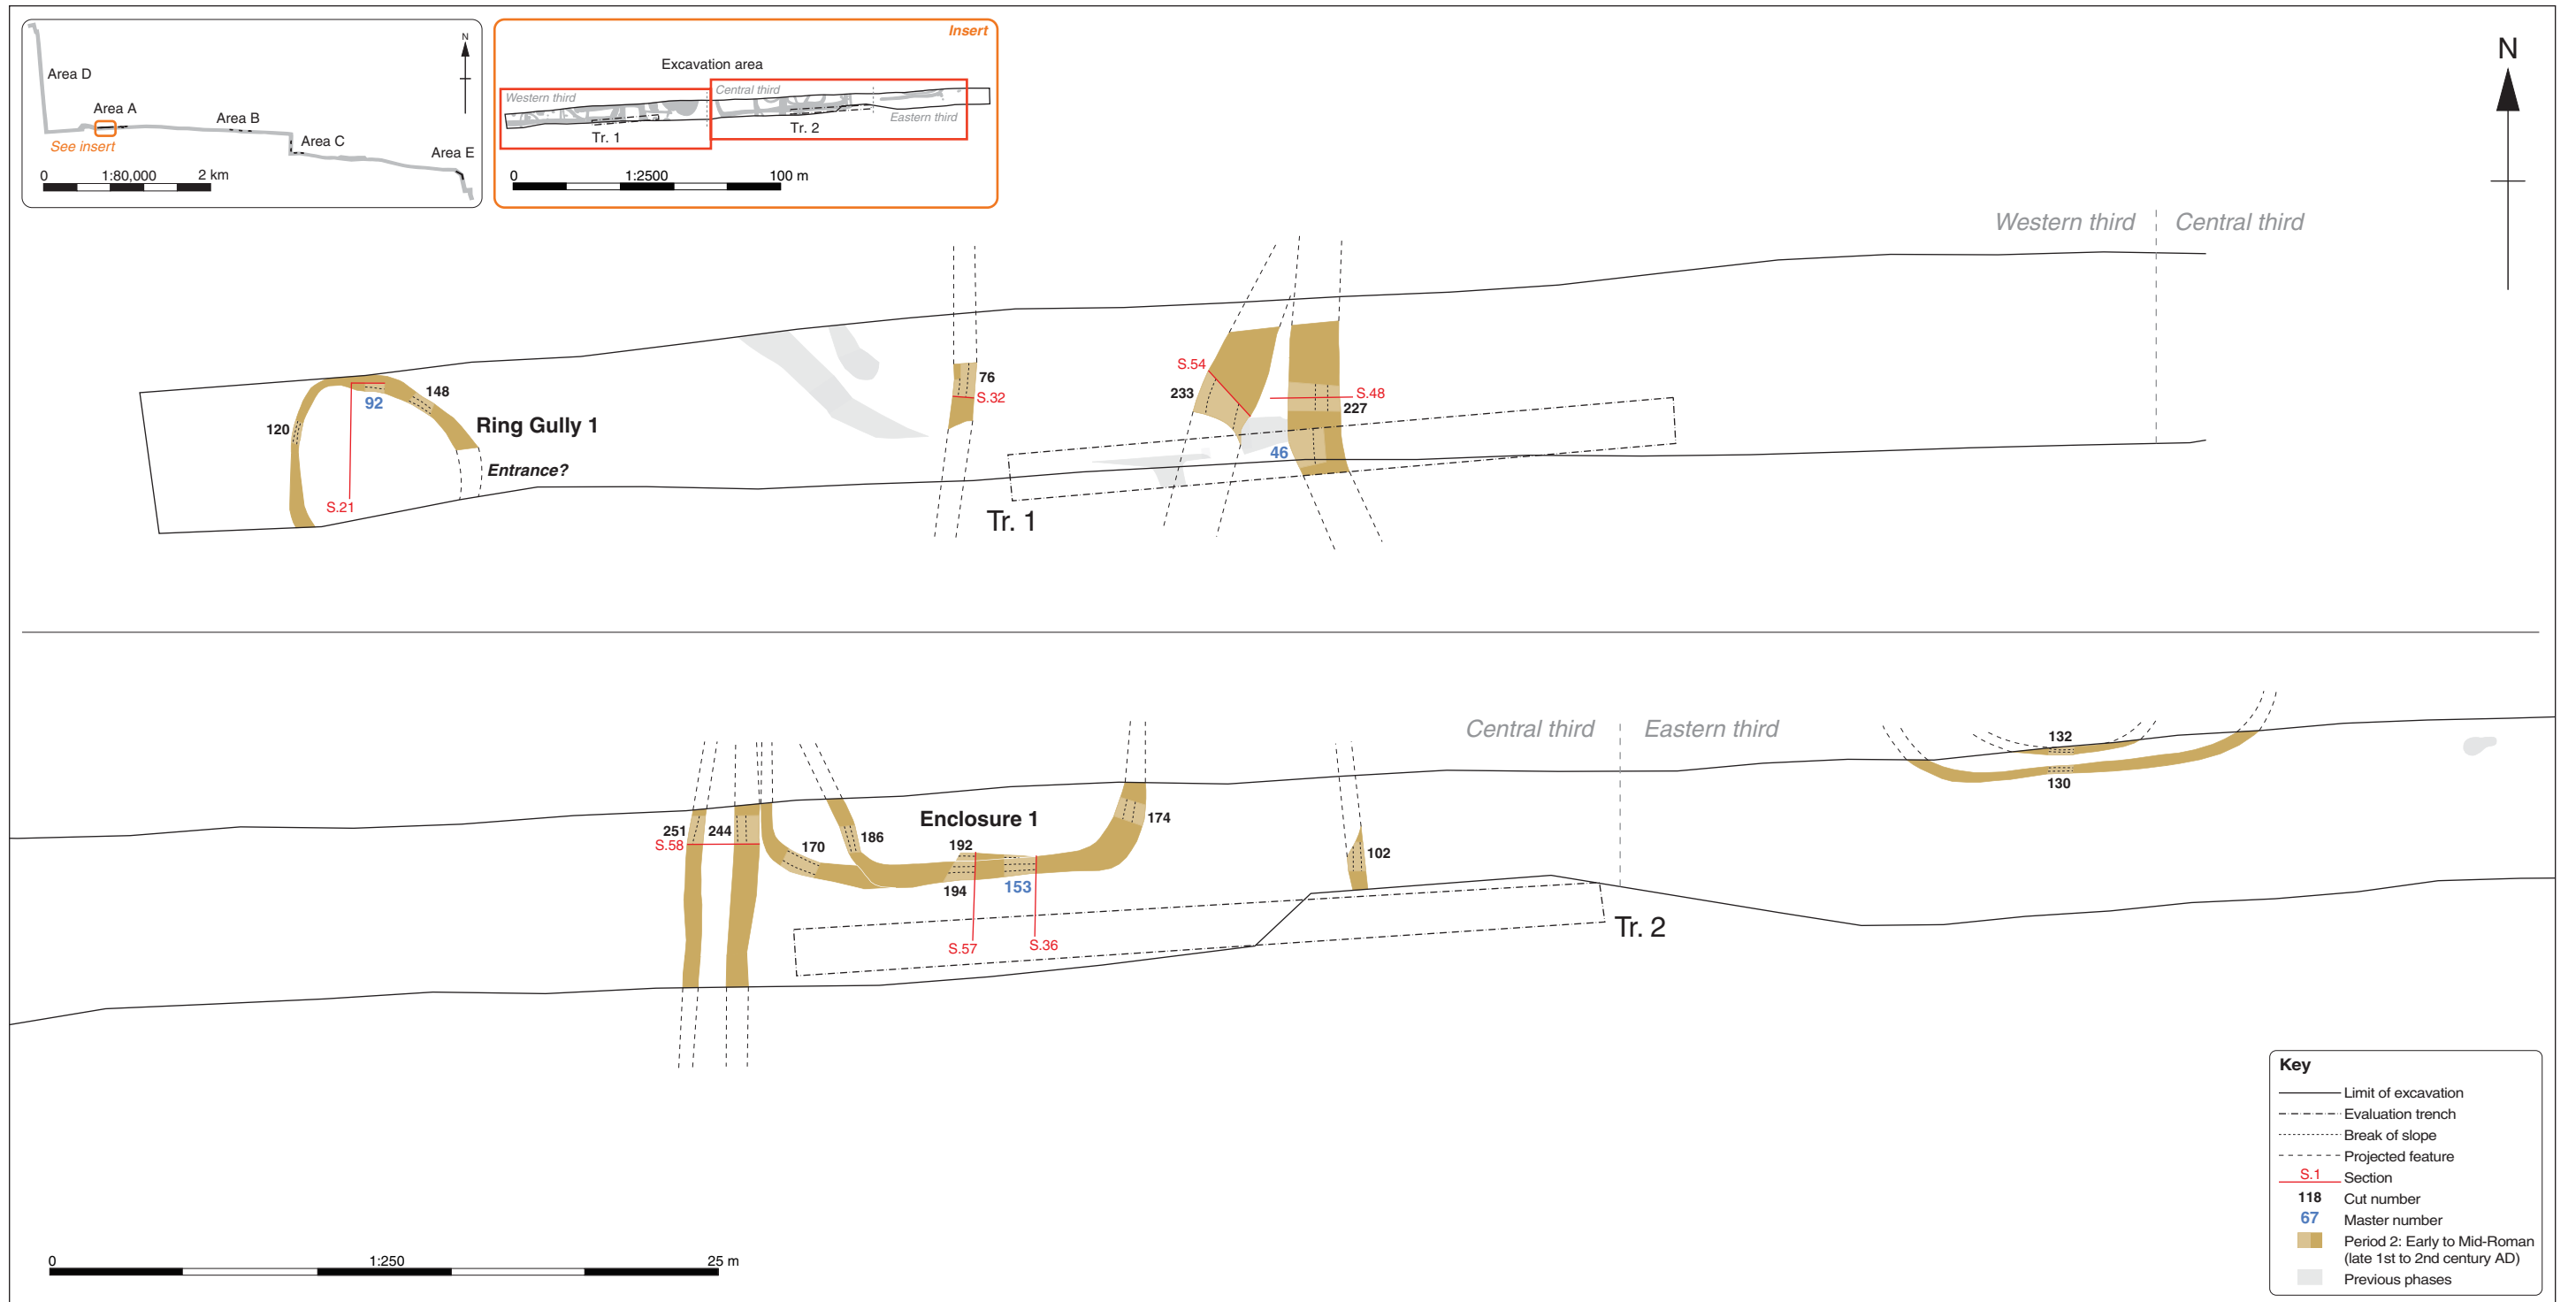 N
Area D
Area A
Area B
Area C
Area E
See insert
0 1:80,000 2 km
Insert
Excavation area
Western third
Central third
Eastern third
Tr. 1
Tr. 2
0 1:2500 100 m
N
Western third Central third
S.54
76
S.32
233
S.48
227
148
92
120
Ring Gully 1
46
Entrance?
S.21
Tr. 1
Central third Eastern third
132
130
Enclosure 1
174
251 244
S.58
186
170
192
102
194
153
S.57
S.36
Tr. 2
Key
Limit of excavation
Evaluation trench
Break of slope
Projected feature
S.1 Section
118 Cut number
67 Master number
Period 2: Early to Mid-Roman
(late 1st to 2nd century AD)
Previous phases
0 1:250 25 m